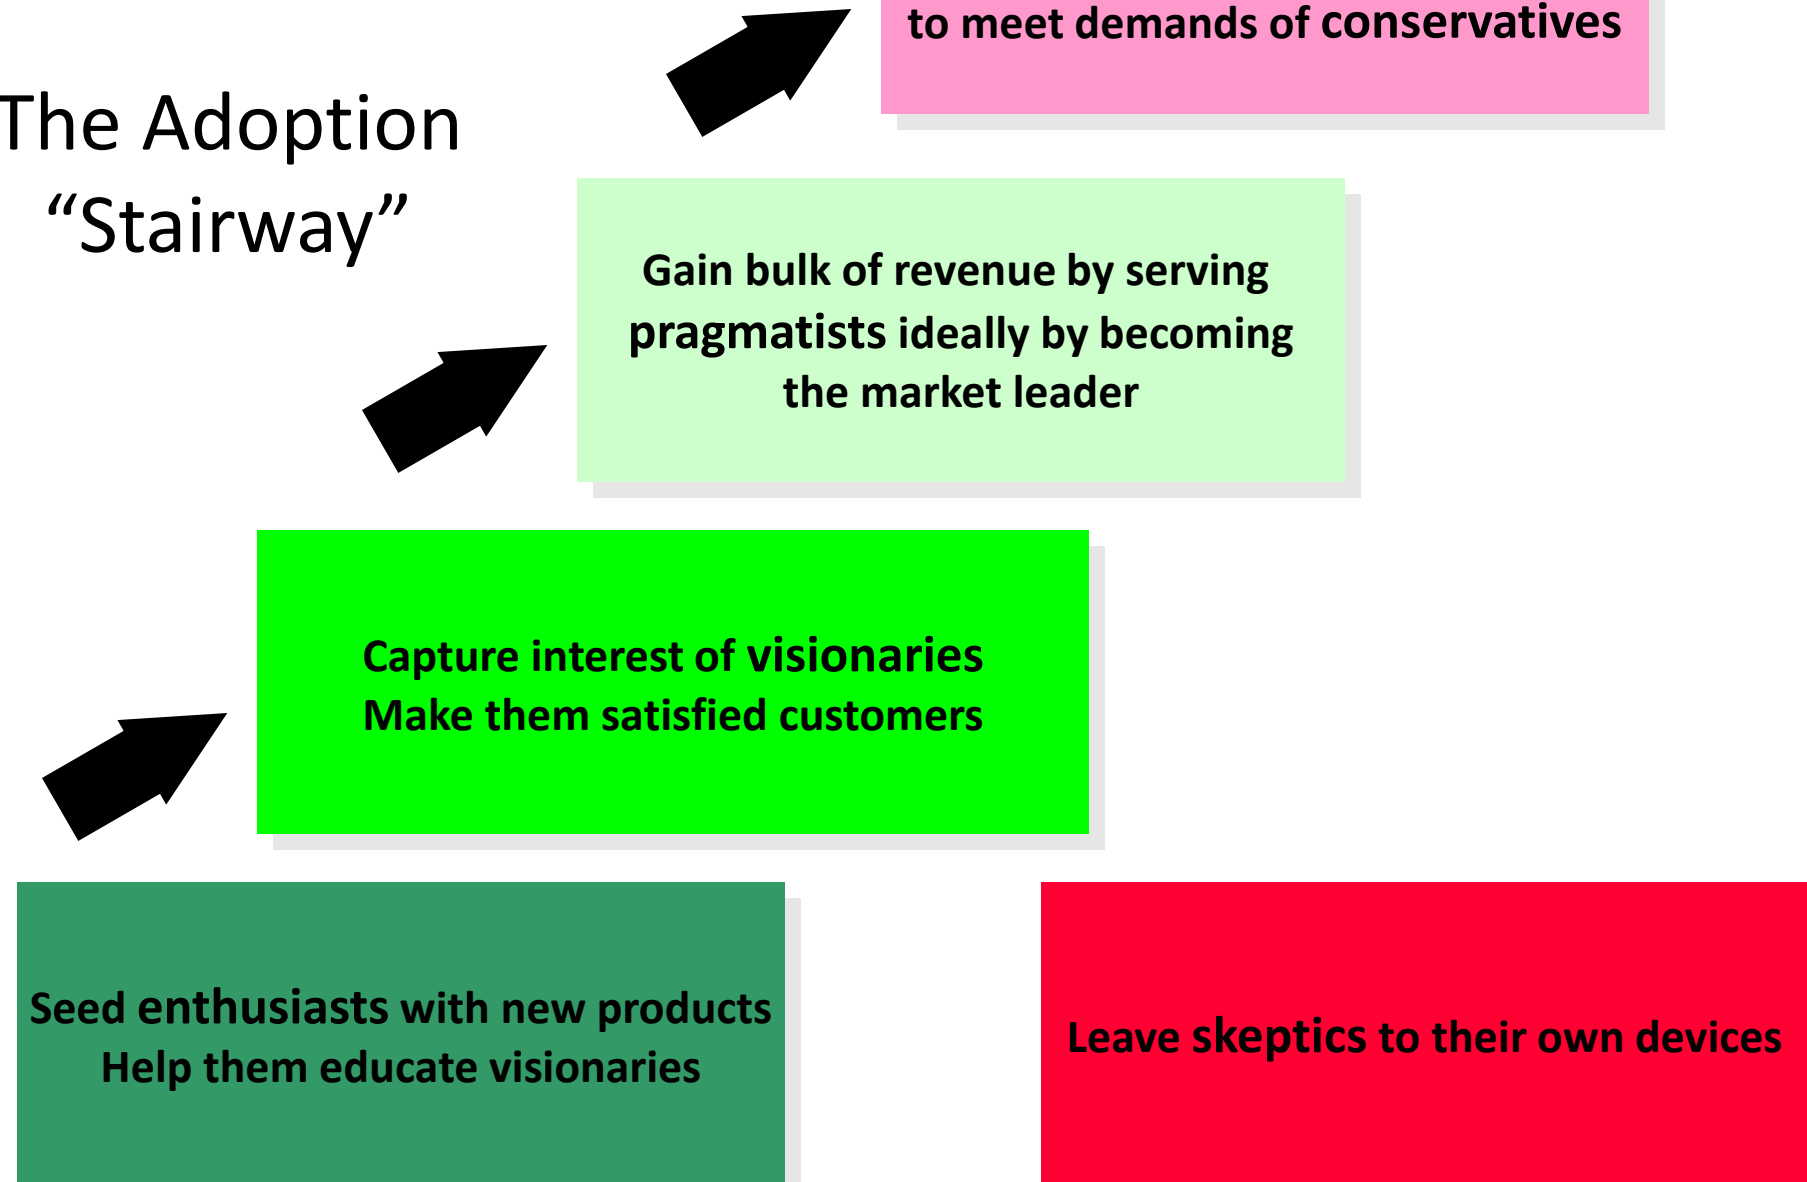 to meet demands of conservatives
The Adoption
“Stairway”
Gain bulk of revenue by serving
pragmatists ideally by becoming
the market leader
Capture interest of visionaries
Make them satisfied customers
Seed enthusiasts with new products
Help them educate visionaries
Leave skeptics to their own devices